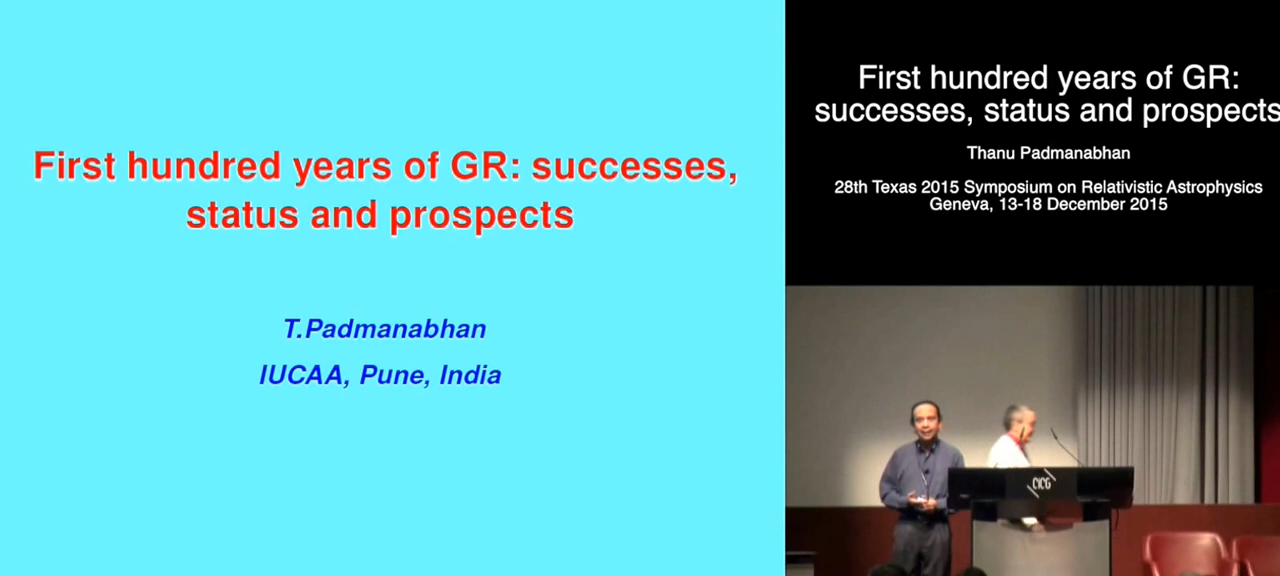 First hundred years of GR: successes,
status and prospects
T.Padmanabhan
IUCAA, Pune, India
First hundred years of GR:
successes, status and prospects
Thanu Padmanabhan
28th Texas 2015 Symposium on Relativistic Astrophysics
Geneva, 13-18 December 2015
CICG